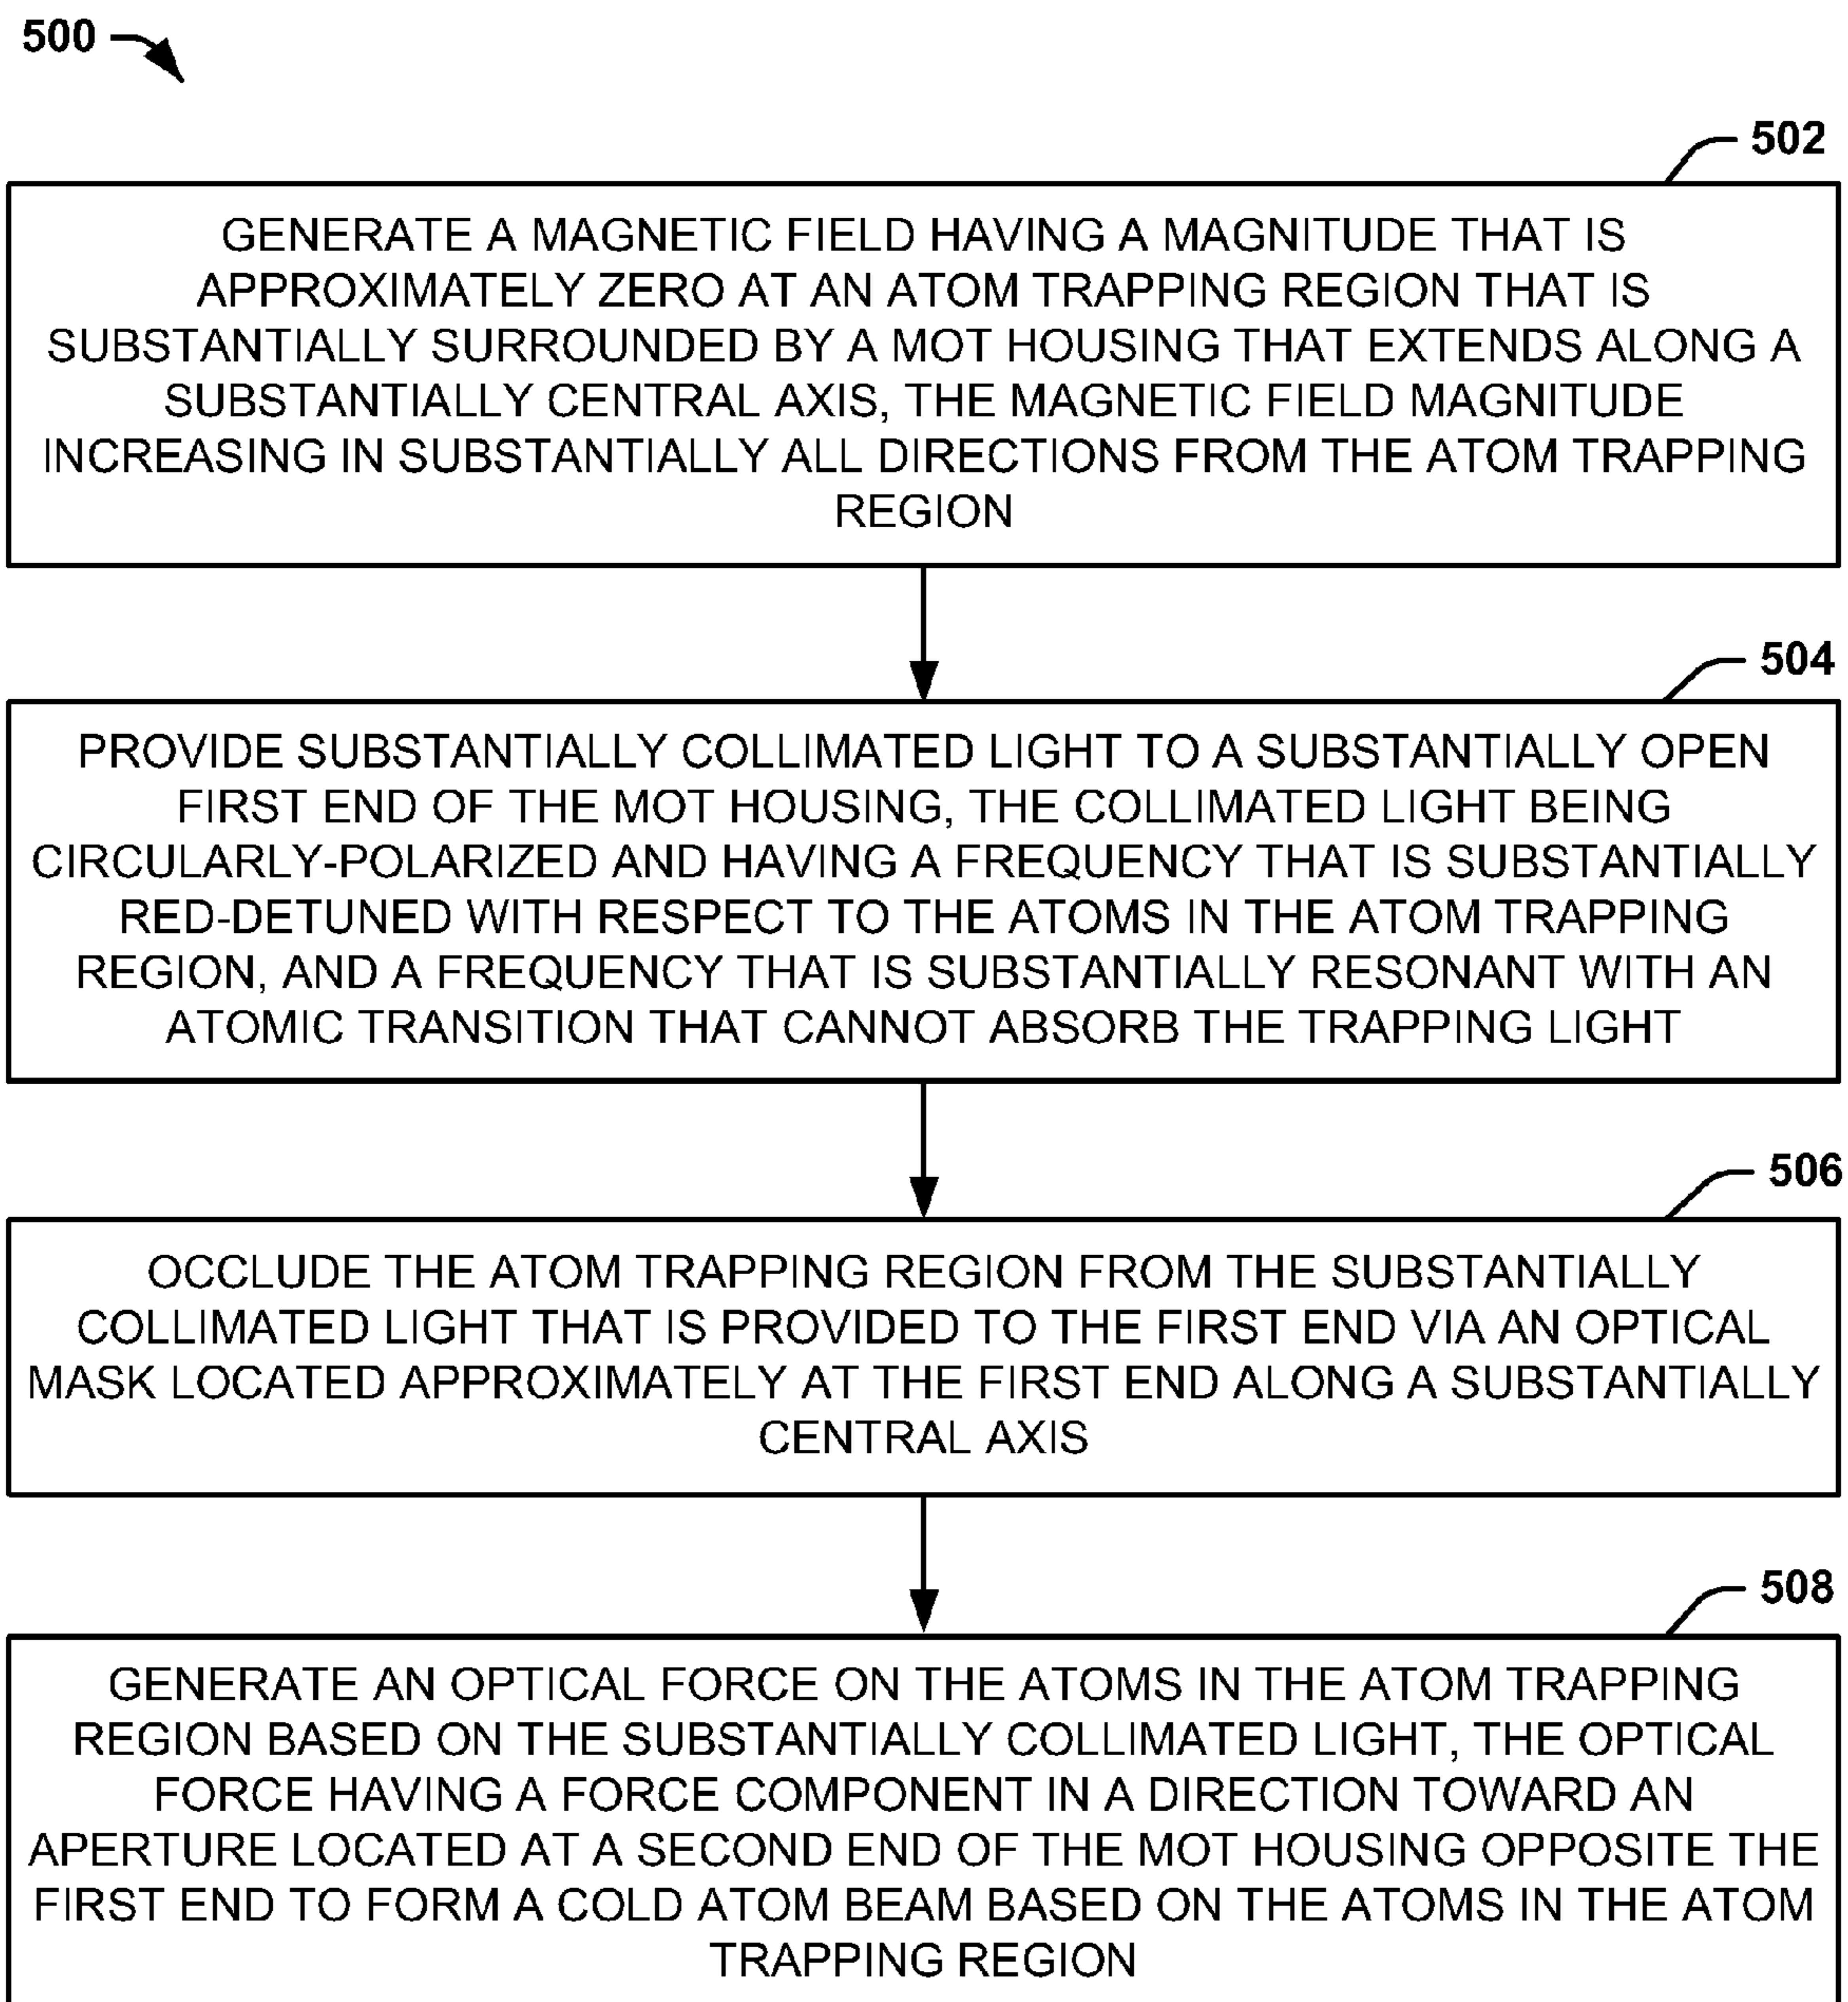 500
502
GENERATE A MAGNETIC FIELD HAVING A MAGNITUDE THAT IS
APPROXIMATELY ZERO AT AN ATOM TRAPPING REGION THAT IS
SUBSTANTIALLY SURROUNDED BY A MOT HOUSING THAT EXTENDS ALONG A
SUBSTANTIALLY CENTRAL AXIS, THE MAGNETIC FIELD MAGNITUDE
INCREASING IN SUBSTANTIALLY ALL DIRECTIONS FROM THE ATOM TRAPPING
REGION
504
PROVIDE SUBSTANTIALLY COLLIMATED LIGHT TO A SUBSTANTIALLY OPEN
FIRST END OF THE MOT HOUSING, THE COLLIMATED LIGHT BEING
CIRCULARLY-POLARIZED AND HAVING A FREQUENCY THAT IS SUBSTANTIALLY
RED-DETUNED WITH RESPECT TO THE ATOMS IN THE ATOM TRAPPING
REGION, AND A FREQUENCY THAT IS SUBSTANTIALLY RESONANT WITH AN
ATOMIC TRANSITION THAT CANNOT ABSORB THE TRAPPING LIGHT
506
OCCLUDE THE ATOM TRAPPING REGION FROM THE SUBSTANTIALLY
COLLIMATED LIGHT THAT IS PROVIDED TO THE FIRST END VIA AN OPTICAL
MASK LOCATED APPROXIMATELY AT THE FIRST END ALONG A SUBSTANTIALLY
CENTRAL AXIS
508
GENERATE AN OPTICAL FORCE ON THE ATOMS IN THE ATOM TRAPPING
REGION BASED ON THE SUBSTANTIALLY COLLIMATED LIGHT, THE OPTICAL
FORCE HAVING A FORCE COMPONENT IN A DIRECTION TOWARD AN
APERTURE LOCATED AT A SECOND END OF THE MOT HOUSING OPPOSITE THE
FIRST END TO FORM A COLD ATOM BEAM BASED ON THE ATOMS IN THE ATOM
TRAPPING REGION